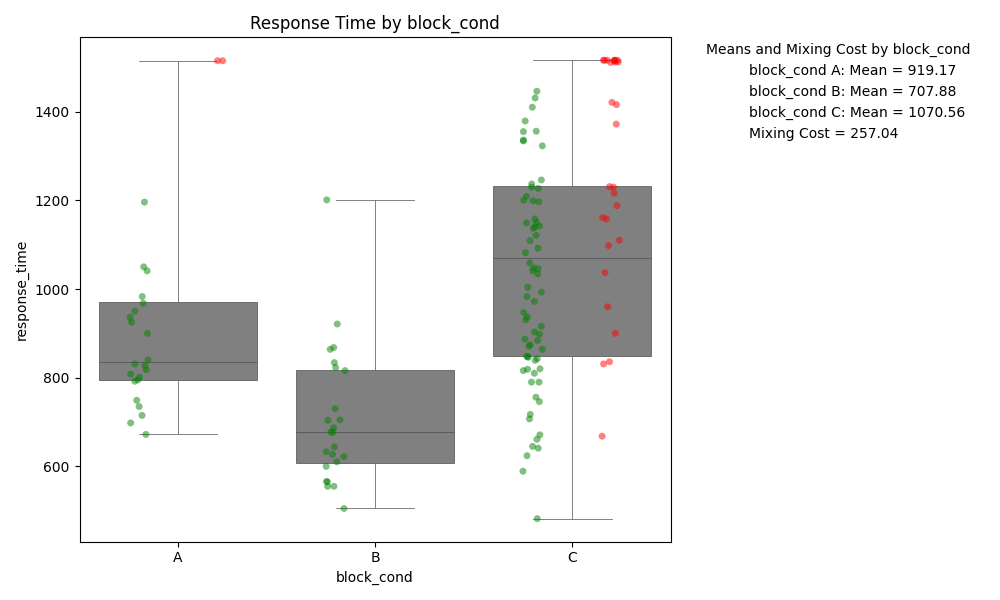 Response Time by block_cond
Means and Mixing Cost by block_cond
block_cond A: Mean = 919.17
block_cond B: Mean = 707.88
block_cond C: Mean = 1070.56
Mixing Cost = 257.04
response_time
1400
1200
1000
800
600
A B C
block_cond